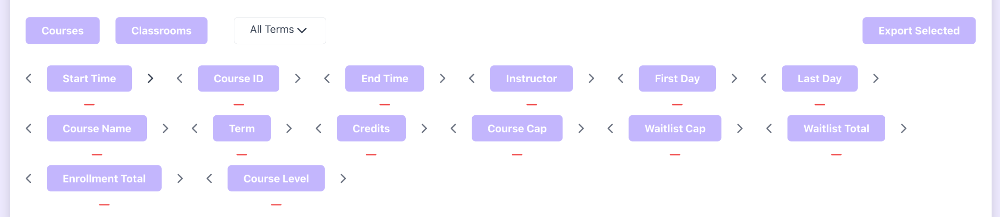 Courses Classrooms All Terms Export Selected
Start Time Course ID End Time Instructor First Day Last Day
Course Name Term Credits Course Cap Waitlist Cap Waitlist Total
Enrollment Total Course Level